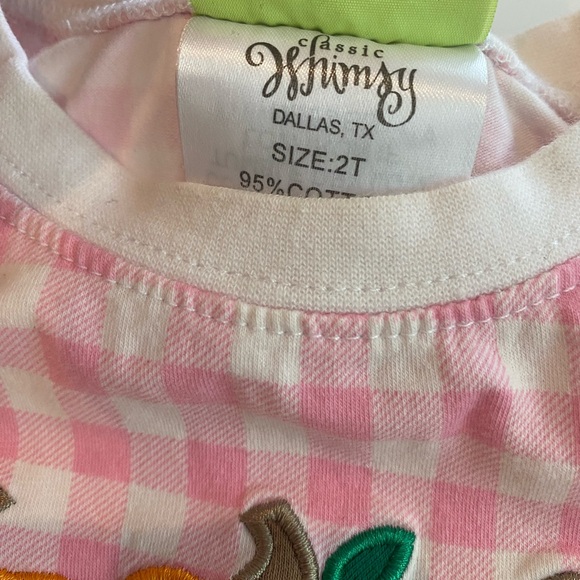 classic
Whimsy
DALLAS, TX
SIZE:2T
95%COTT